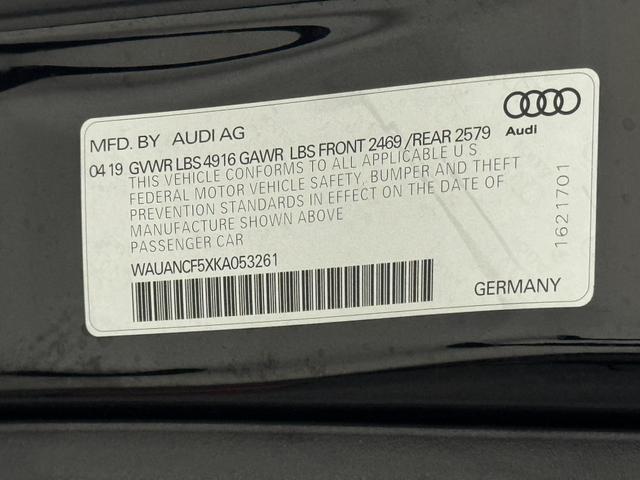 MFD. BY AUDI AG
Audi
04 19 GVWR LBS 4916 GAWR LBS FRONT 2469 /REAR 2579
THIS VEHICLE CONFORMS TO ALL APPLICABLE U S
FEDERAL MOTOR VEHICLE SAFETY, BUMPER AND THEFT
PREVENTION STANDARDS IN EFFECT ON THE DATE OF
MANUFACTURE SHOWN ABOVE
PASSENGER CAR
WAUANCF5XKA053261
GERMANY
1621701